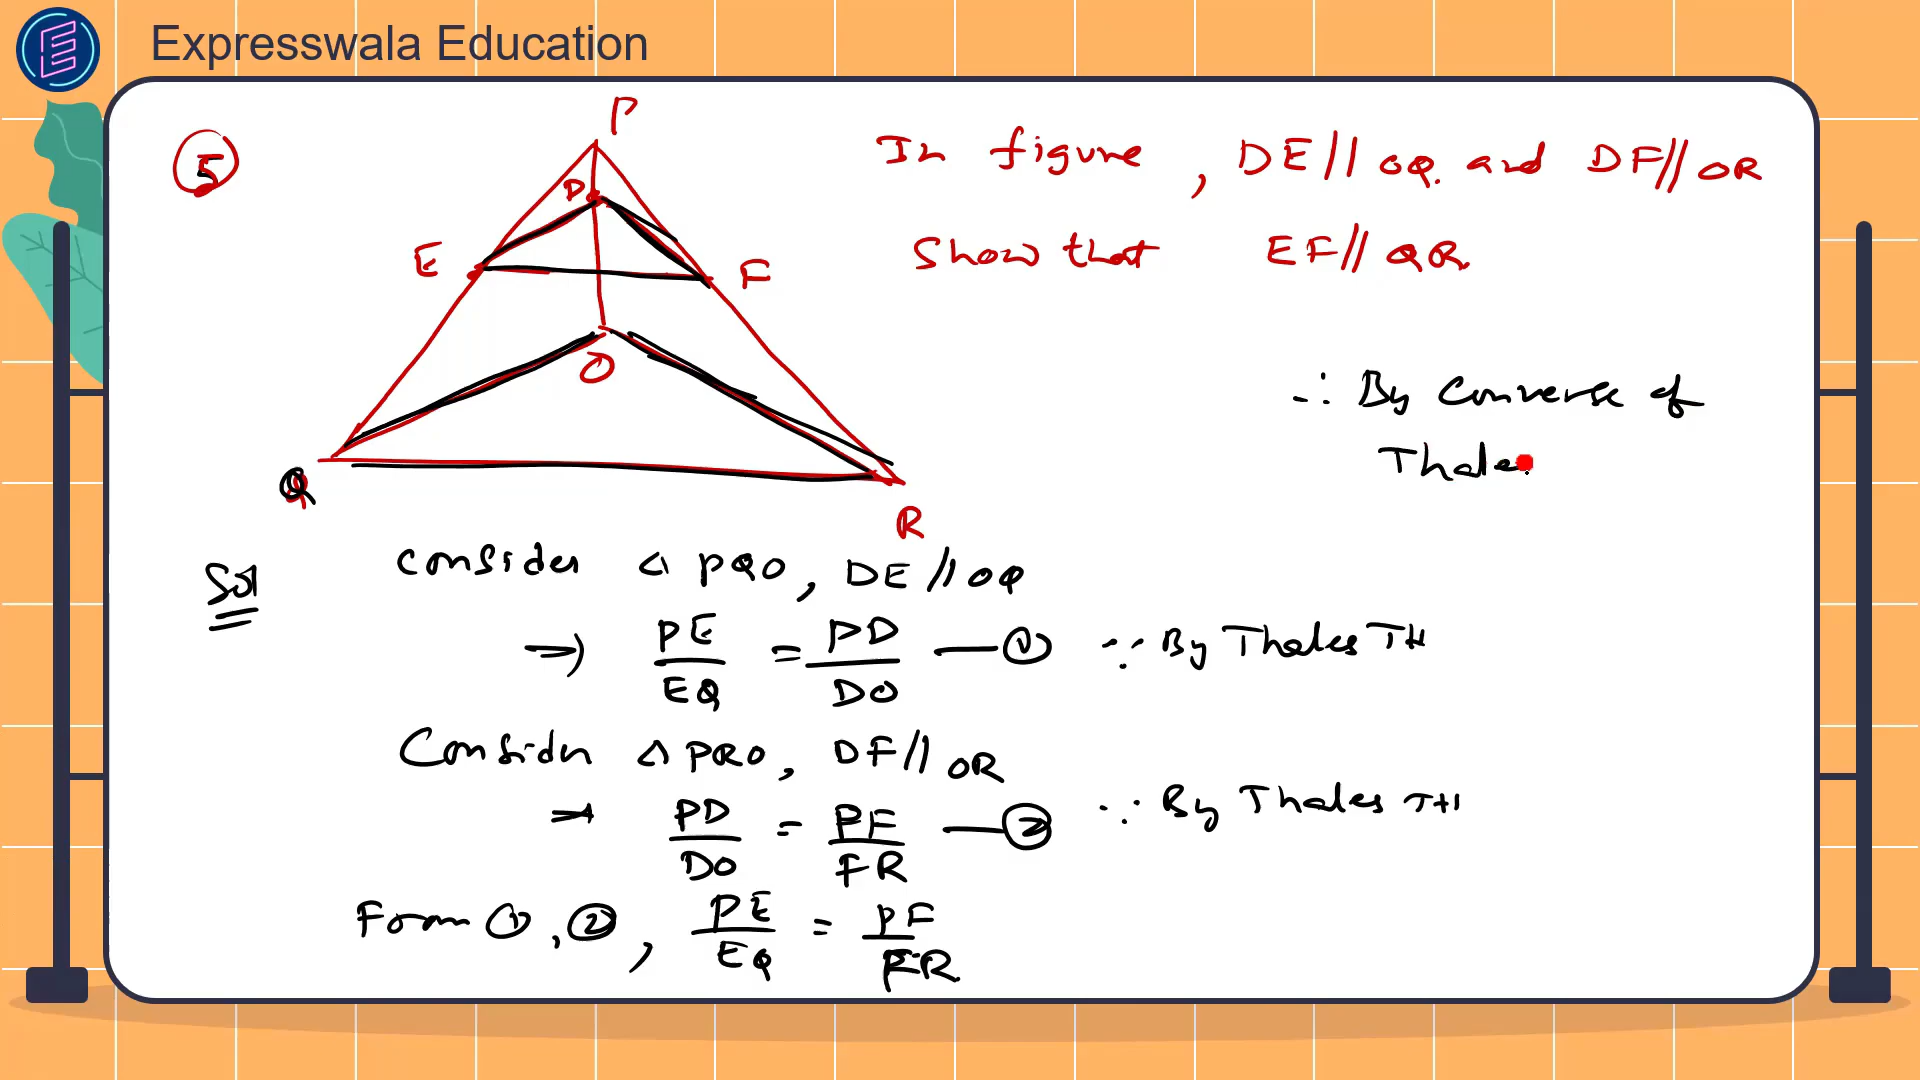 Expresswala Education
5
P
D
E
F
O
Q
R
In figure, DE // OQ. and DF // OR
Show that EF // QR.
∴ By Converse of
Thales
Sol
Consider △ PQO, DE // OQ
⇒ PE/EQ = PD/DO — ① ∵ By Thales TH
Consider △ PRO, DF // OR
⇒ PD/DO = PF/FR — ② ∵ By Thales TH
From ①, ②, PE/EQ = PF/FR.